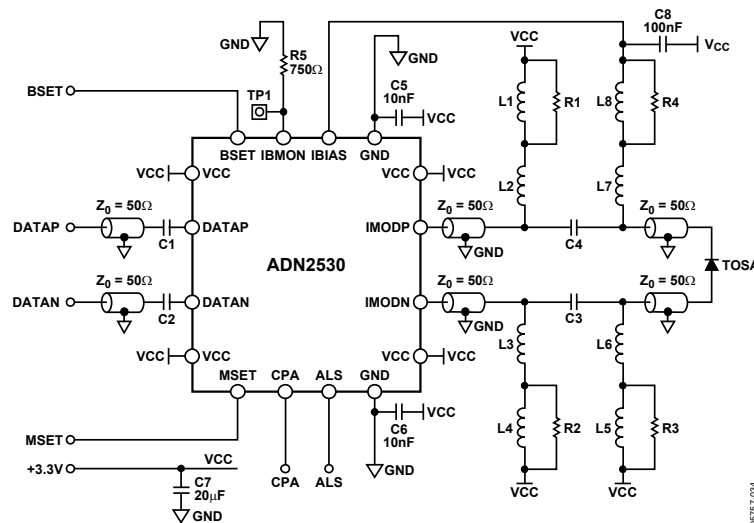 GND
R5
750Ω
TP1
C5
10nF
GND
VCC
VCC
C8
100nF
VCC
L1
R1
L8
R4
BSET
BSET
IBMON
IBIAS
GND
VCC
VCC
VCC
VCC
L2
L7
Z0 = 50Ω
Z0 = 50Ω
Z0 = 50Ω
DATAP
C1
DATAP
IMODP
GND
C4
ADN2530
TOSA
Z0 = 50Ω
Z0 = 50Ω
Z0 = 50Ω
DATAN
C2
DATAN
IMODN
GND
C3
L3
L6
VCC
VCC
VCC
VCC
MSET
CPA
ALS
GND
C6
10nF
VCC
L4
R2
L5
R3
MSET
+3.3V
VCC
C7
20μF
GND
CPA
ALS
GND
VCC
VCC